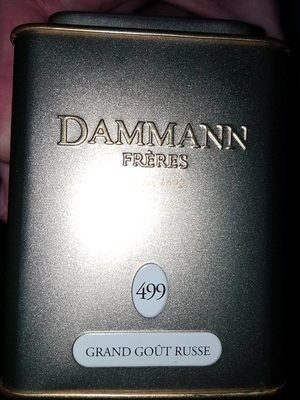 DAMMANN
FRÈRES
499
GRAND GOÛT RUSSE